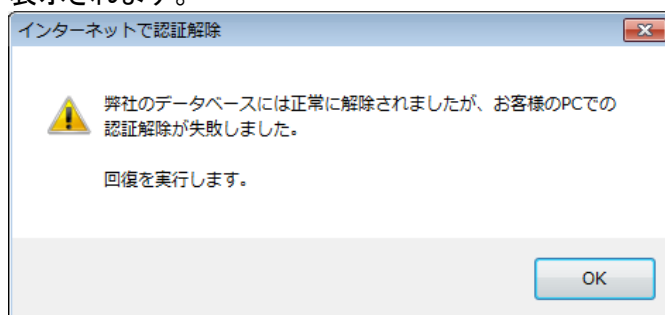 表示されます。
インターネットで認証解除
弊社のデータベースには正常に解除されましたが、お客様のPCでの
認証解除が失敗しました。
回復を実行します。
OK